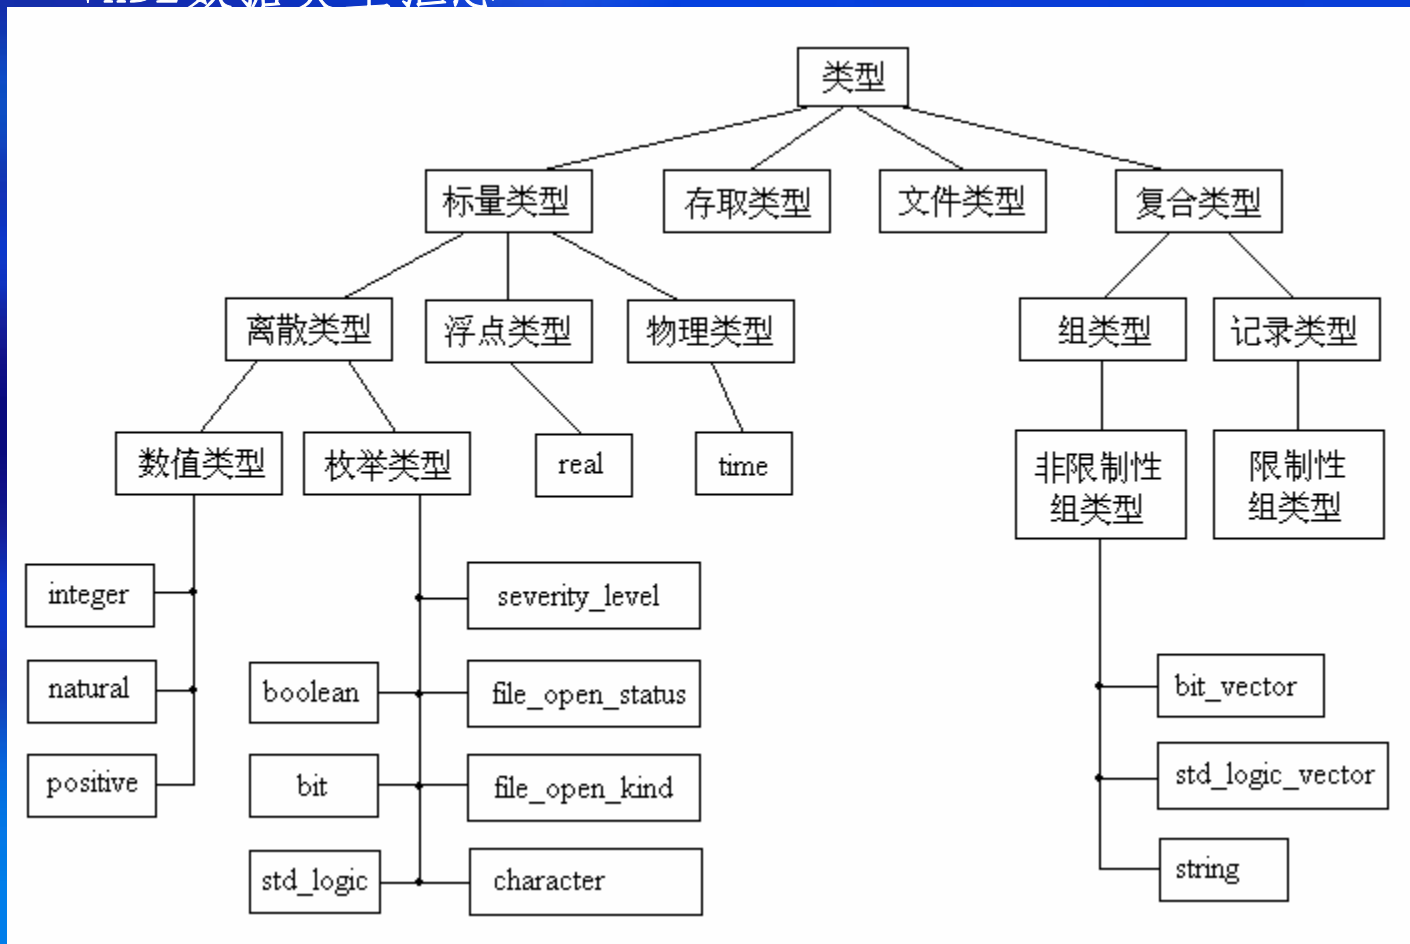 类型
标量类型
存取类型
文件类型
复合类型
离散类型
浮点类型
物理类型
组类型
记录类型
数值类型
枚举类型
real
time
非限制性
组类型
限制性
组类型
integer
severity_level
natural
boolean
file_open_status
bit_vector
positive
bit
file_open_kind
std_logic_vector
std_logic
character
string